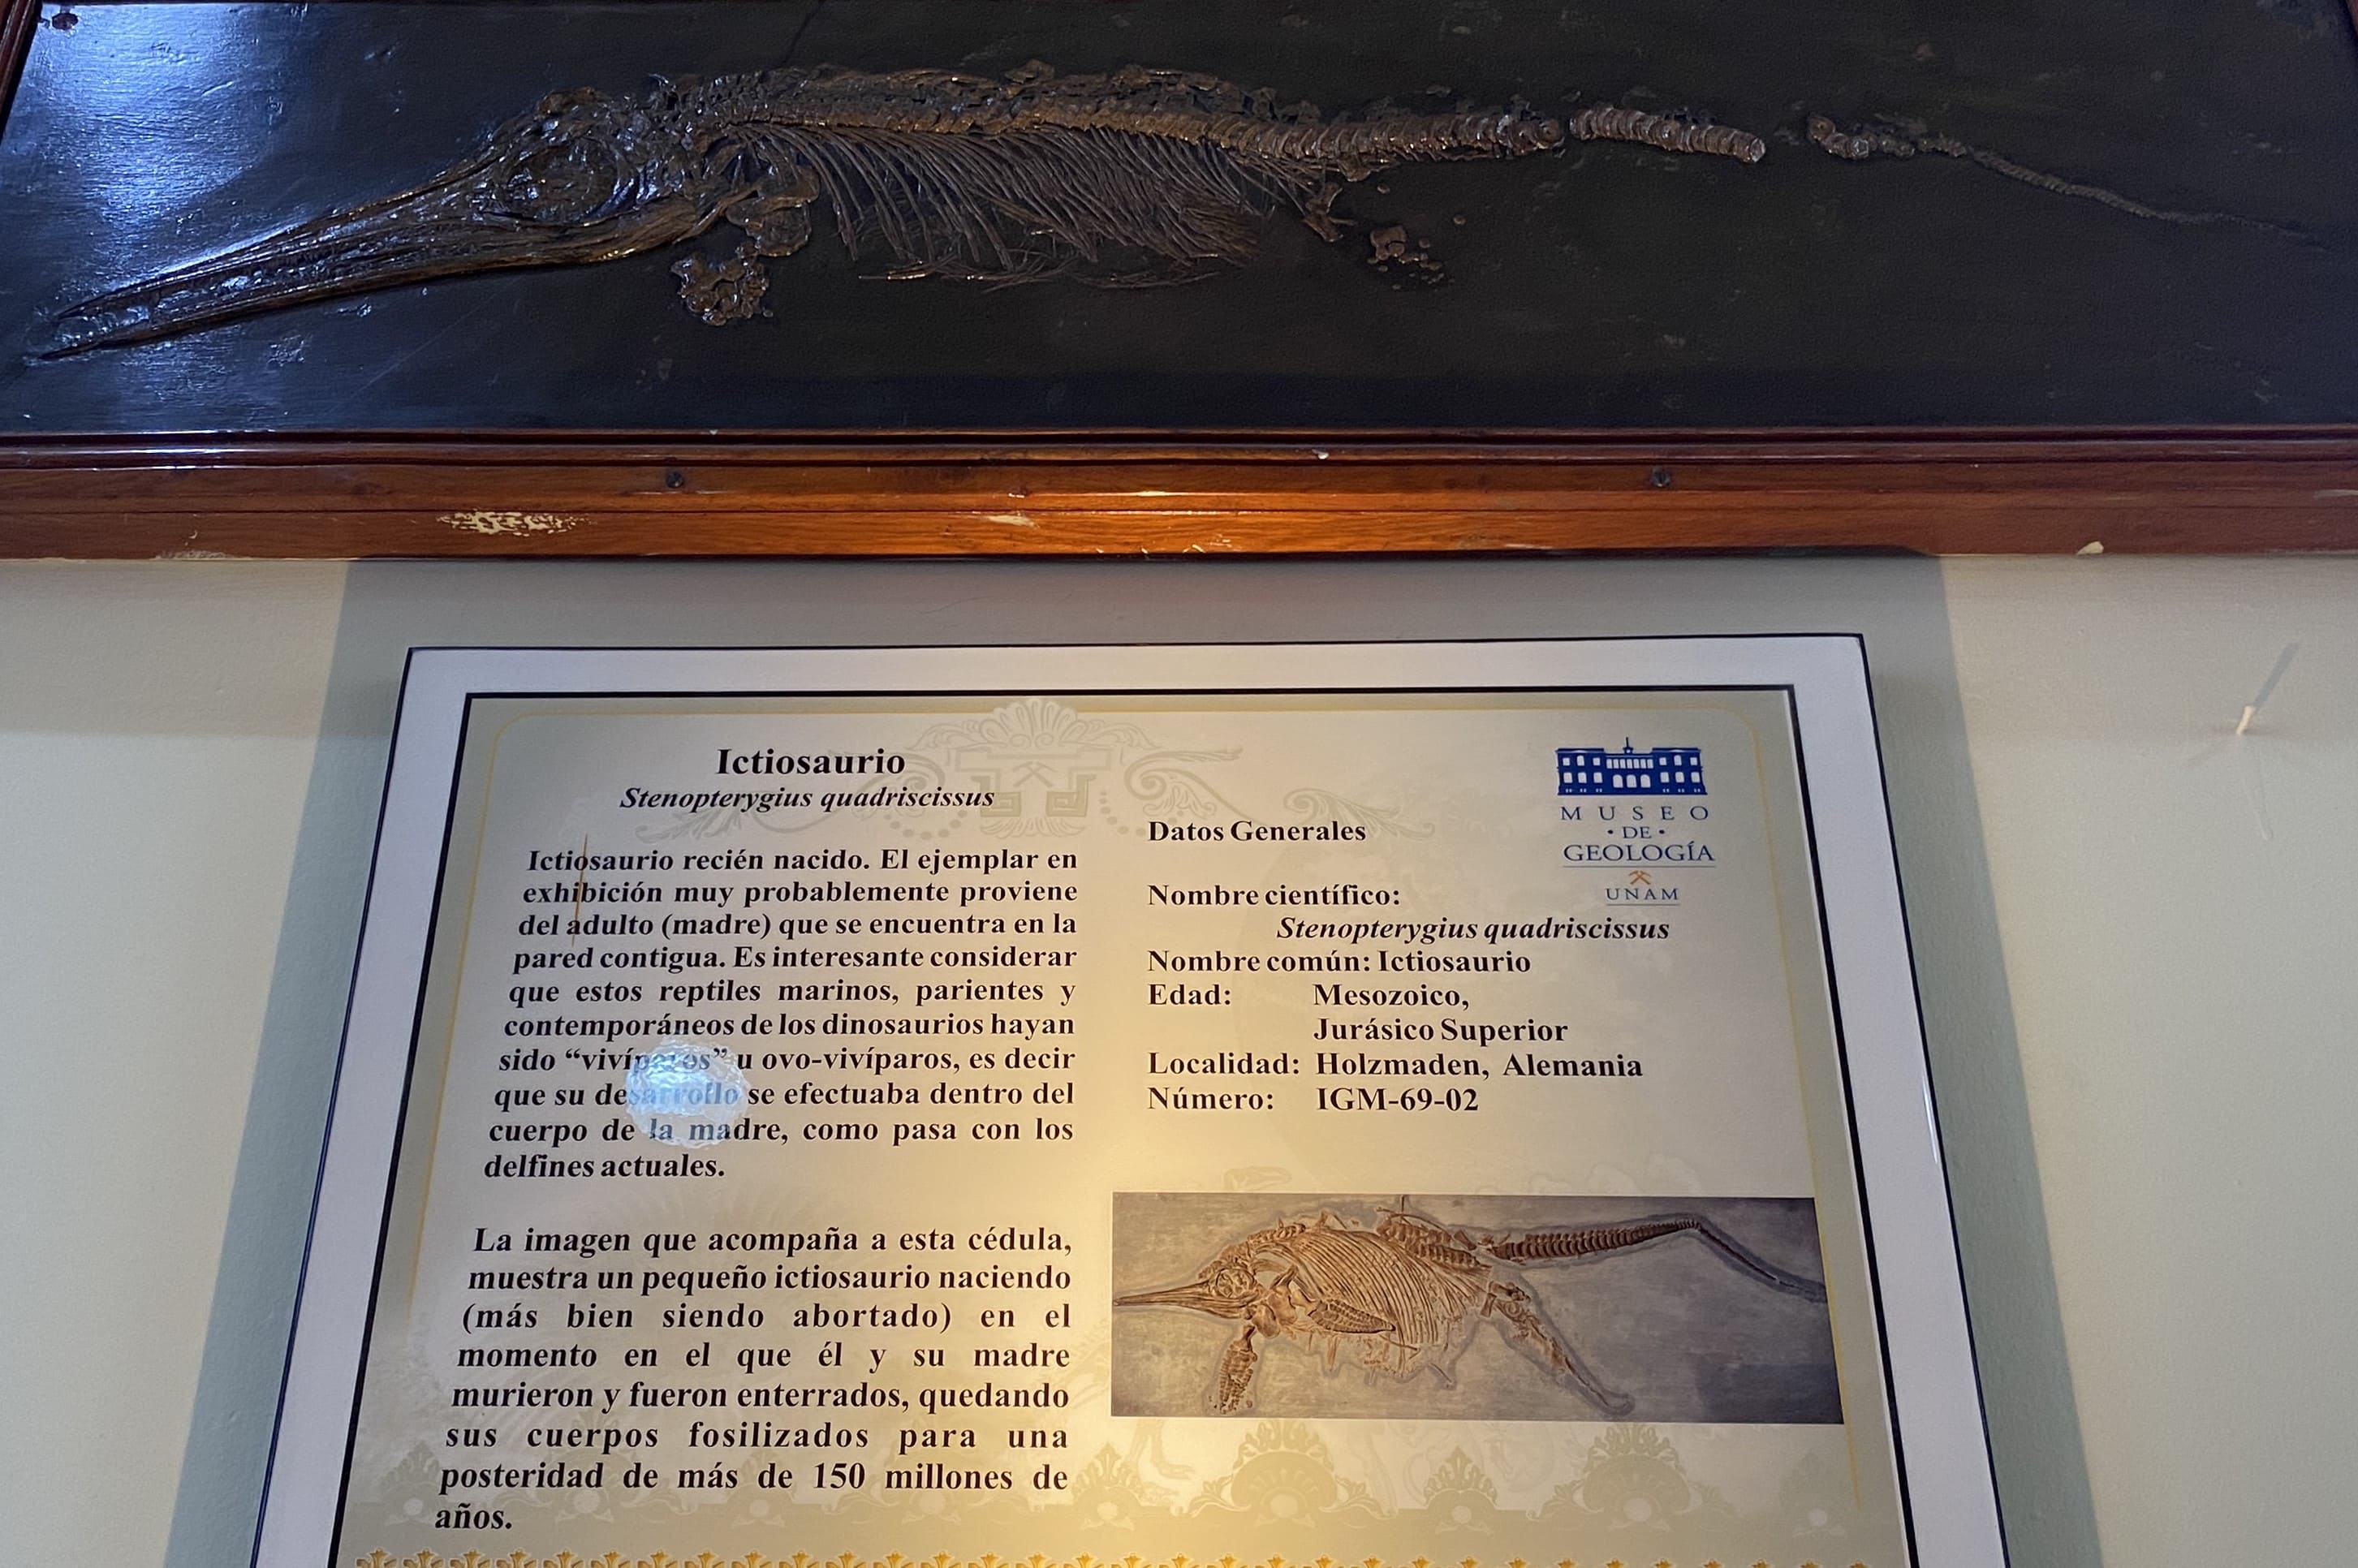 Ictiosaurio
Stenopterygius quadriscissus
Ictiosaurio recién nacido. El ejemplar en
exhibición muy probablemente proviene
del adulto (madre) que se encuentra en la
pared contigua. Es interesante considerar
que estos reptiles marinos, parientes y
contemporáneos de los dinosaurios hayan
sido “vivíparos” u ovo-vivíparos, es decir
que su desarrollo se efectuaba dentro del
cuerpo de la madre, como pasa con los
delfines actuales.
La imagen que acompaña a esta cédula,
muestra un pequeño ictiosaurio naciendo
(más bien siendo abortado) en el
momento en el que él y su madre
murieron y fueron enterrados, quedando
sus cuerpos fosilizados para una
posteridad de más de 150 millones de
años.
MUSEO
• DE •
GEOLOGÍA
UNAM
Datos Generales
Nombre científico:
Stenopterygius quadriscissus
Nombre común: Ictiosaurio
Edad: Mesozoico,
Jurásico Superior
Localidad: Holzmaden, Alemania
Número: IGM-69-02